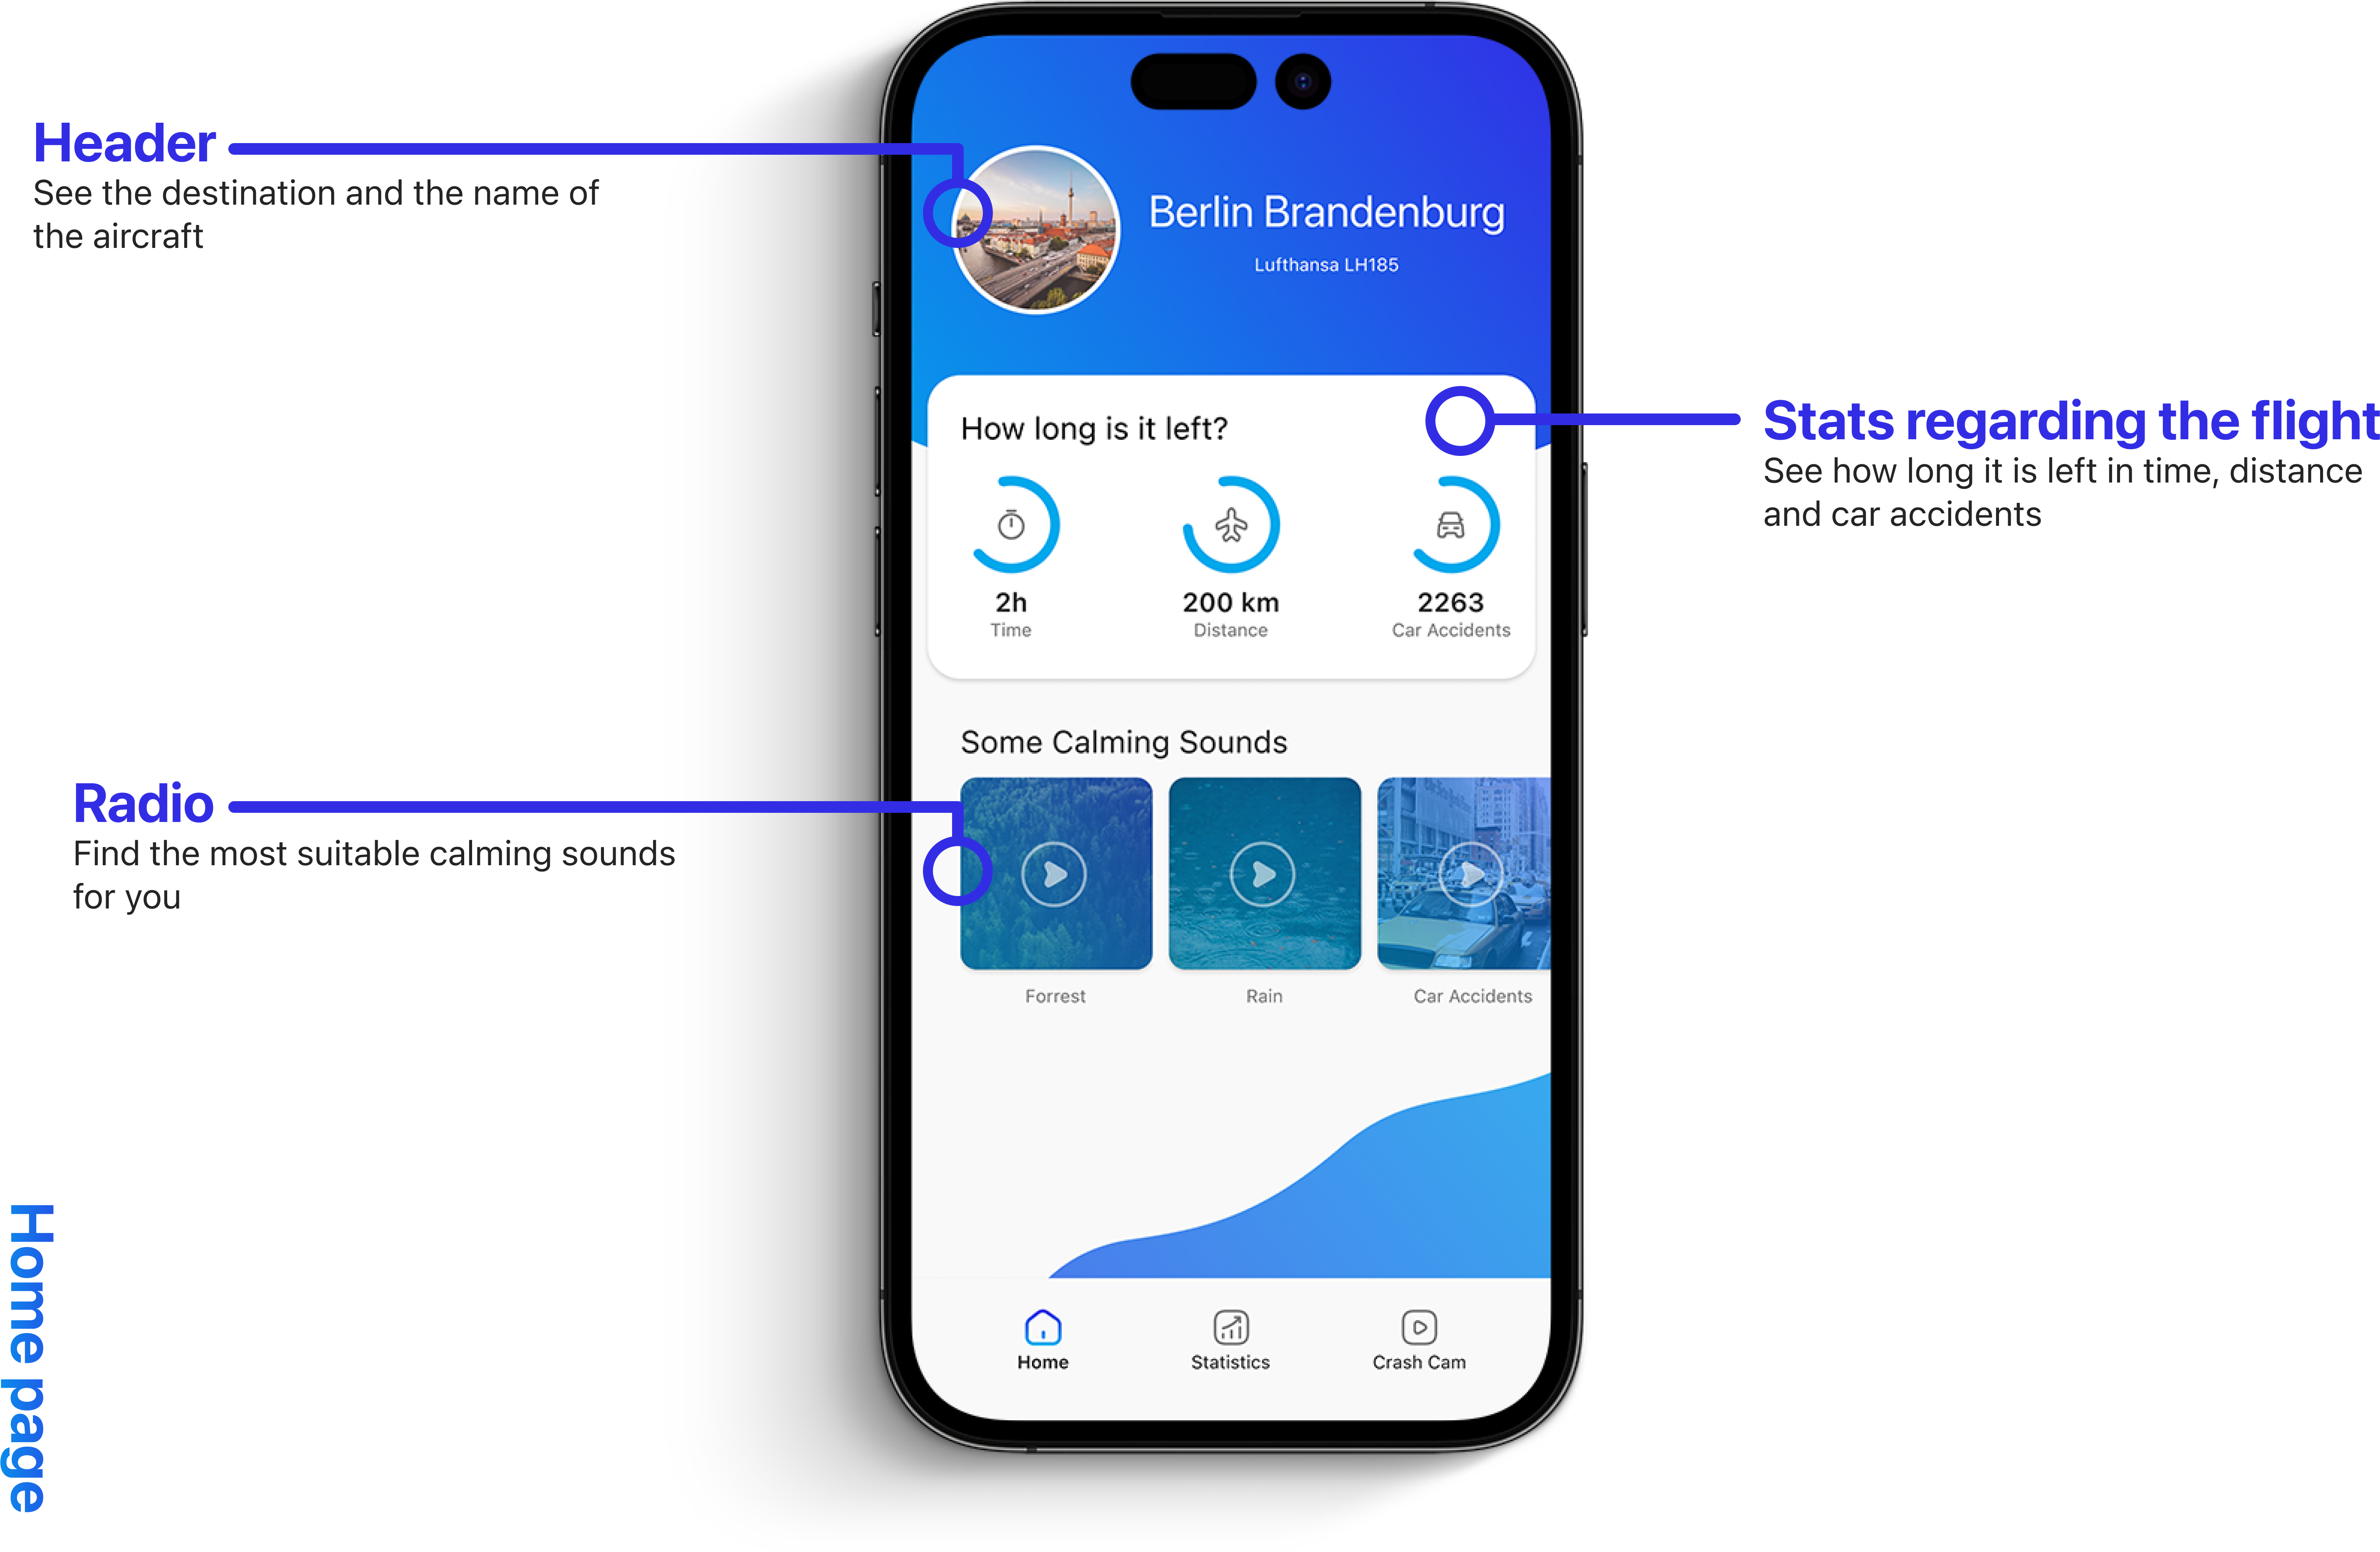 Header
See the destination and the name of
the aircraft
Berlin Brandenburg
Lufthansa LH185
How long is it left?
2h
Time
200 km
Distance
2263
Car Accidents
Stats regarding the flight
See how long it is left in time, distance
and car accidents
Some Calming Sounds
Radio
Find the most suitable calming sounds
for you
Forrest
Rain
Car Accidents
Home
Statistics
Crash Cam
Home page